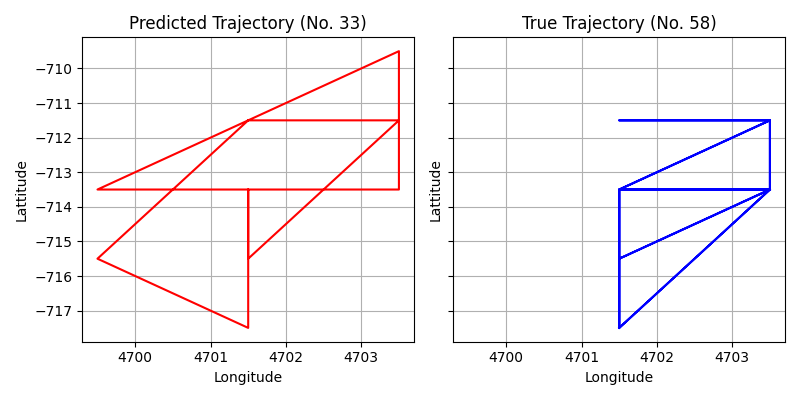 Predicted Trajectory (No. 33)
True Trajectory (No. 58)
−710
−711
−712
−713
−714
−715
−716
−717
Lattitude
4700
4701
4702
4703
Longitude
Lattitude
4700
4701
4702
4703
Longitude